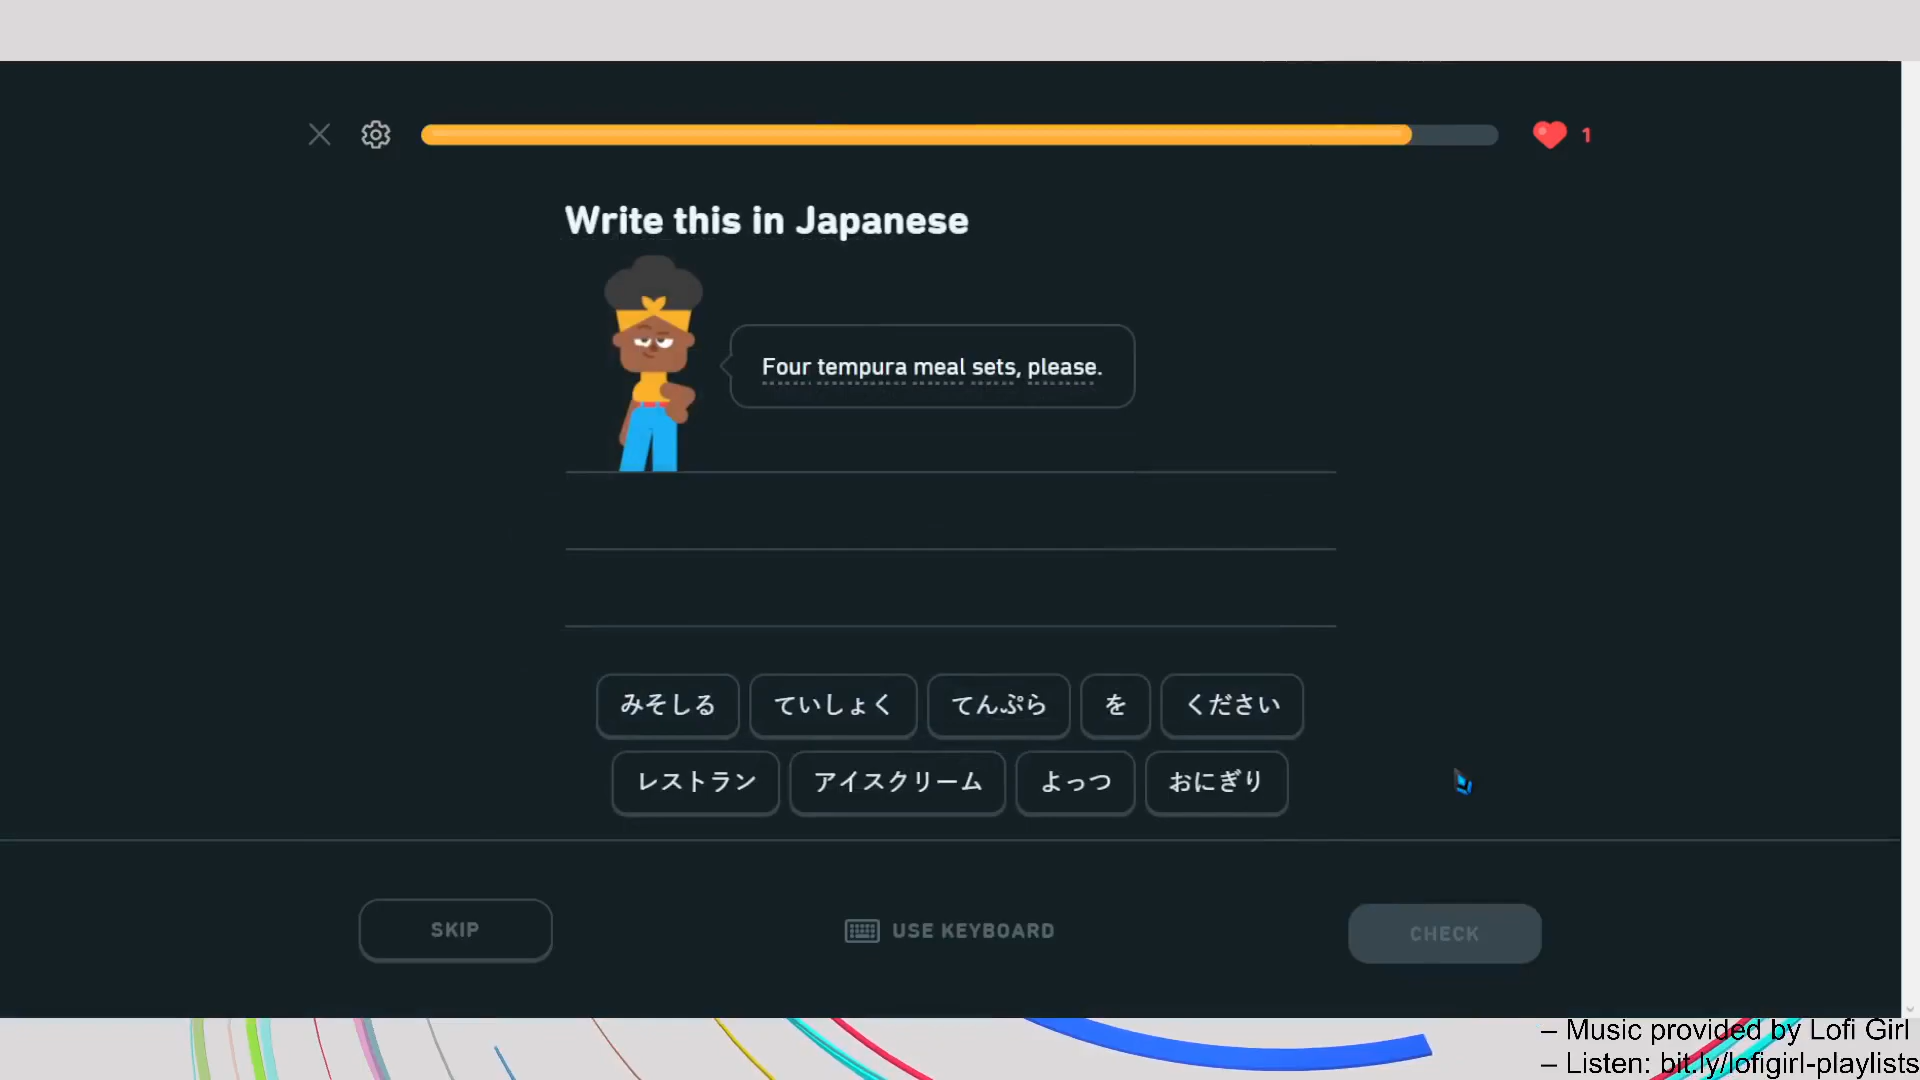 1
Write this in Japanese
Four tempura meal sets, please.
みそしる ていしょく てんぷら を ください
レストラン アイスクリーム よっつ おにぎり
SKIP USE KEYBOARD CHECK
– Music provided by Lofi Girl
– Listen: bit.ly/lofigirl-playlists